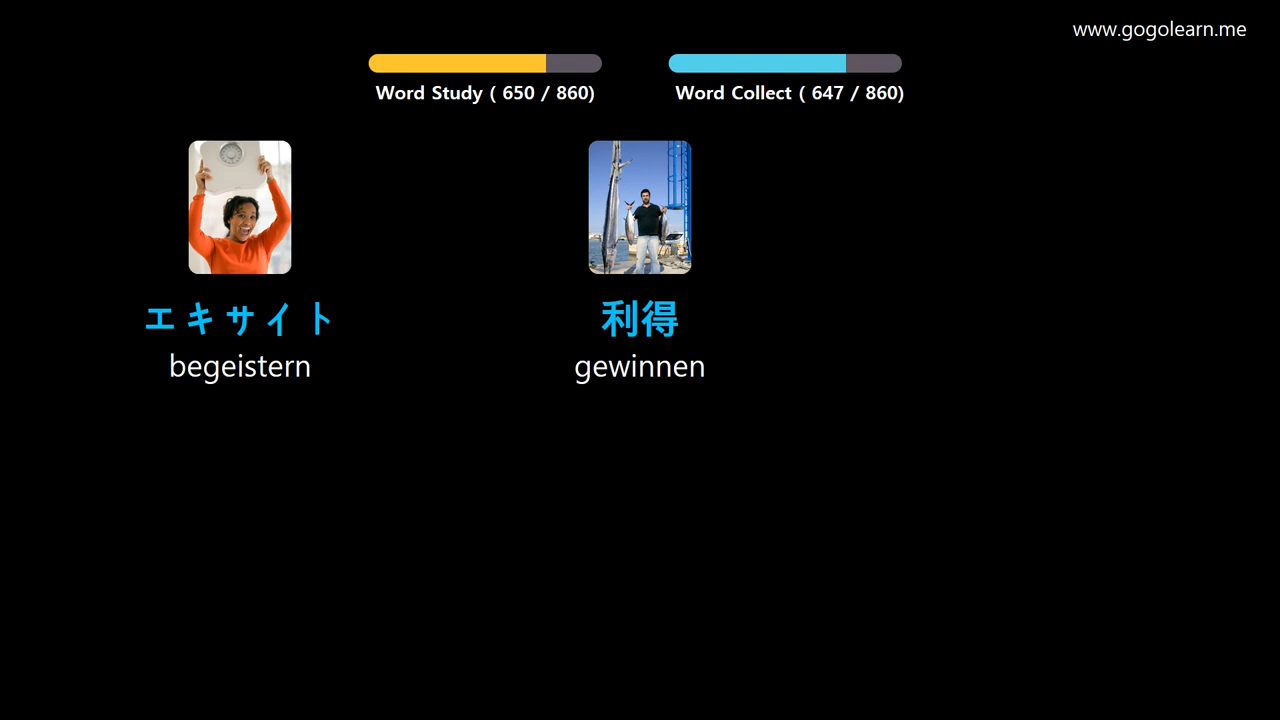 www.gogolearn.me
Word Study ( 650 / 860)
Word Collect ( 647 / 860)
エキサイト
begeistern
利得
gewinnen